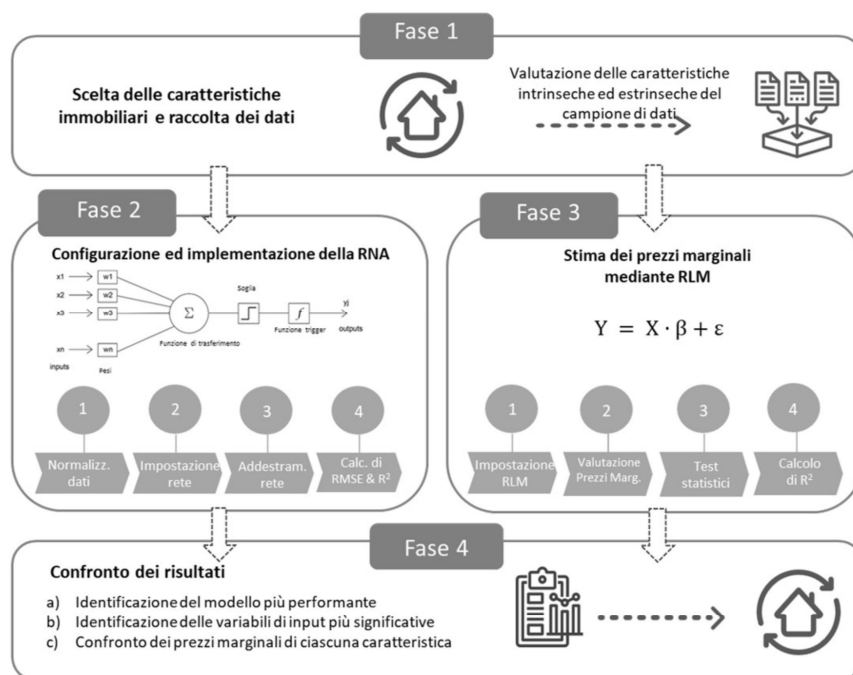 Fase 1
Scelta delle caratteristiche
immobiliari e raccolta dei dati
Valutazione delle caratteristiche
intrinseche ed estrinseche del
campione di dati
Fase 2
Configurazione ed implementazione della RNA
x1
w1
x2
w2
x3
w3
xn
wn
inputs
Pesi
Σ
Funzione di trasferimento
Soglia
f
Funzione trigger
yj
outputs
1
2
3
4
Normalizz.
dati
Impostazione
rete
Addestram.
rete
Calc. di
RMSE & R²
Fase 3
Stima dei prezzi marginali
mediante RLM
Y = X · β + ε
1
2
3
4
Impostazione
RLM
Valutazione
Prezzi Marg.
Test
statistici
Calcolo
di R²
Fase 4
Confronto dei risultati
a) Identificazione del modello più performante
b) Identificazione delle variabili di input più significative
c) Confronto dei prezzi marginali di ciascuna caratteristica